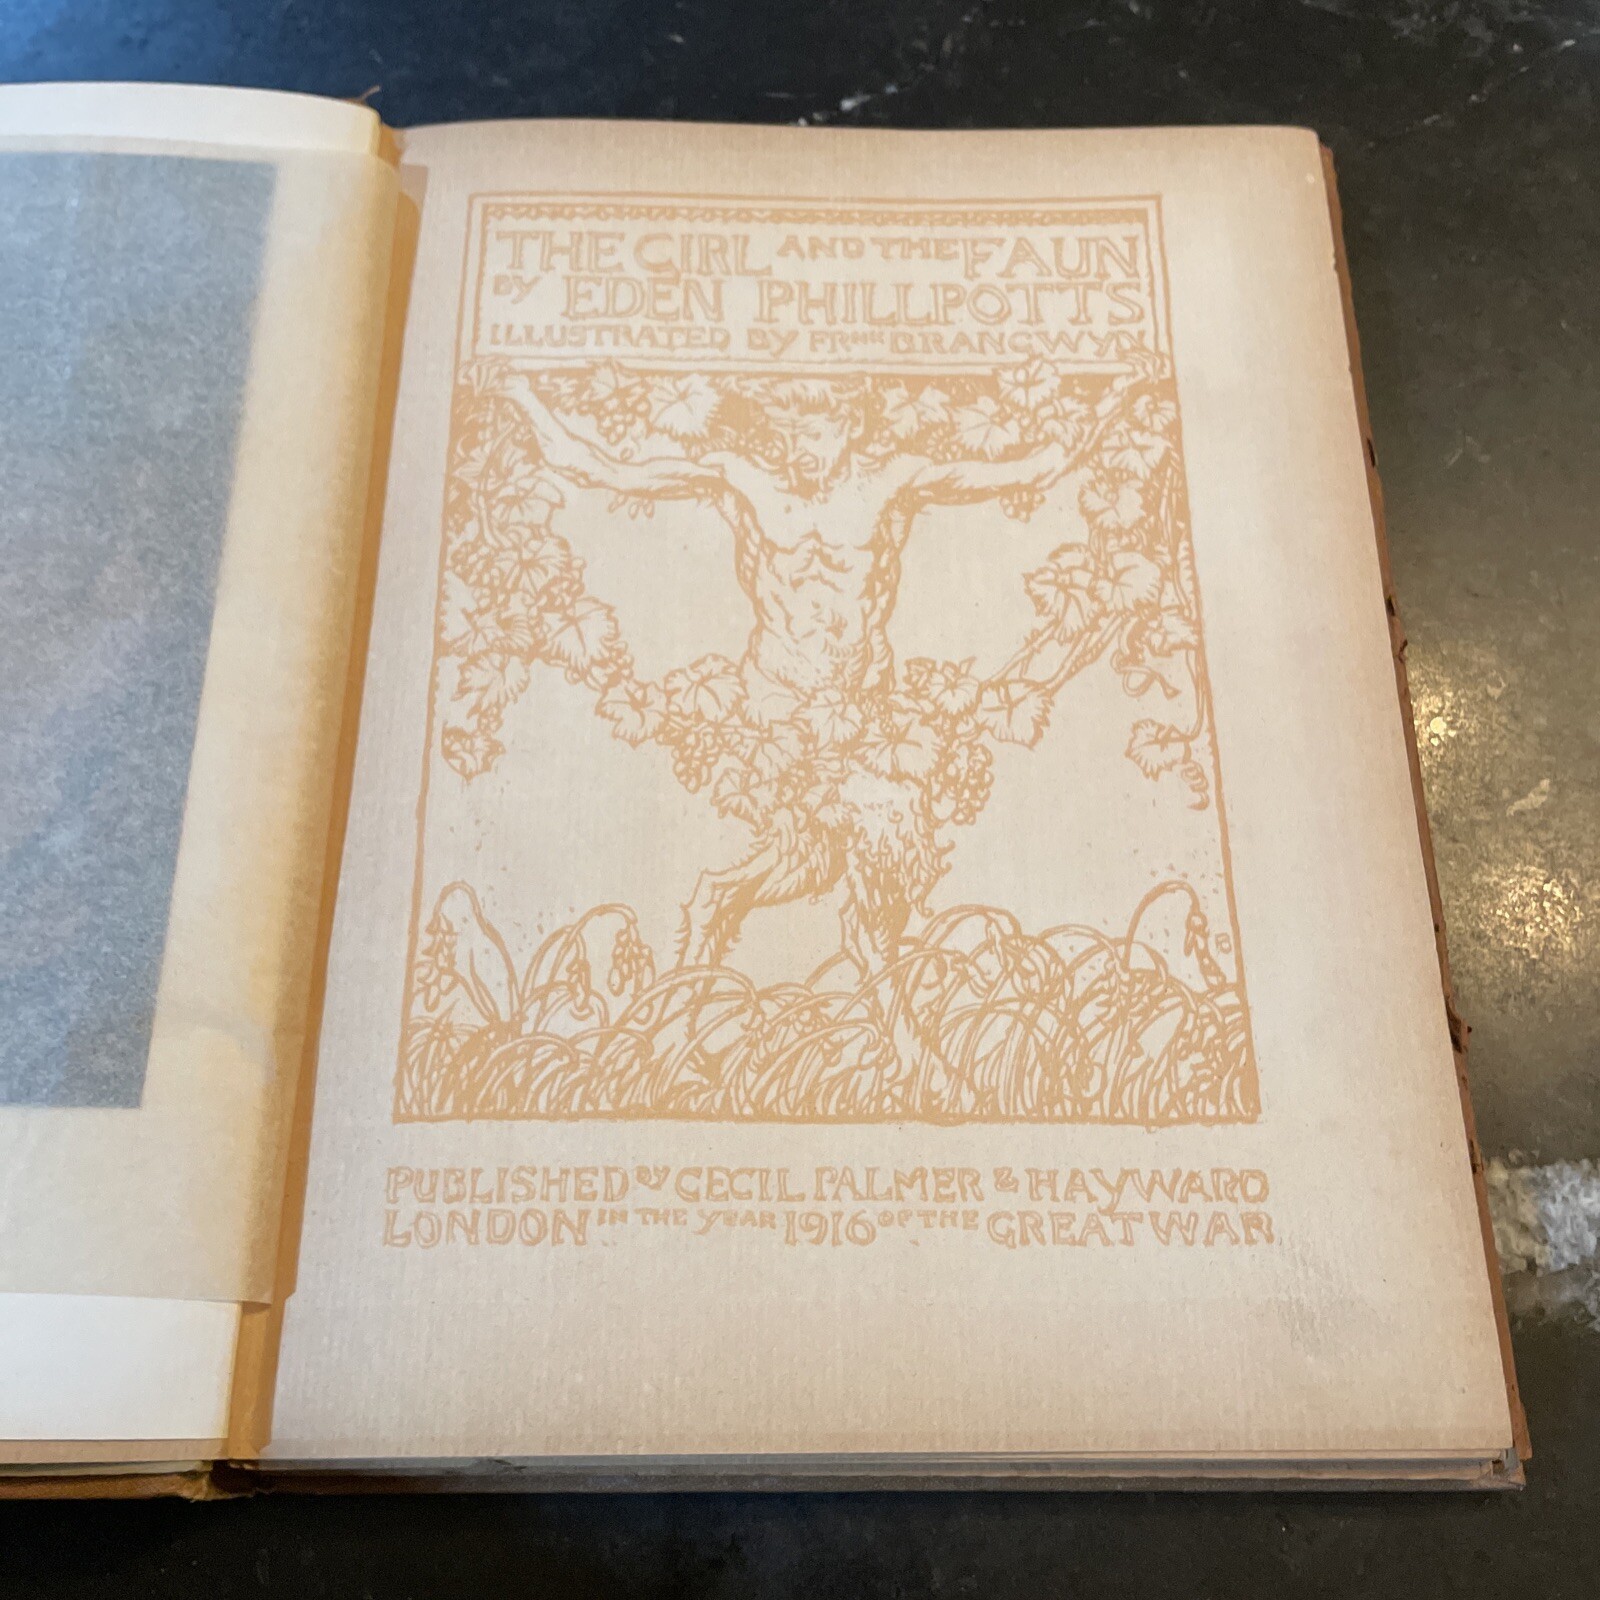 THE GIRL AND THE FAUN
BY EDEN PHILLPOTTS
ILLUSTRATED BY FRANK BRANGWYN
FB
PUBLISHED BY CECIL PALMER & HAYWARD
LONDON IN THE YEAR 1916 OF THE GREAT WAR